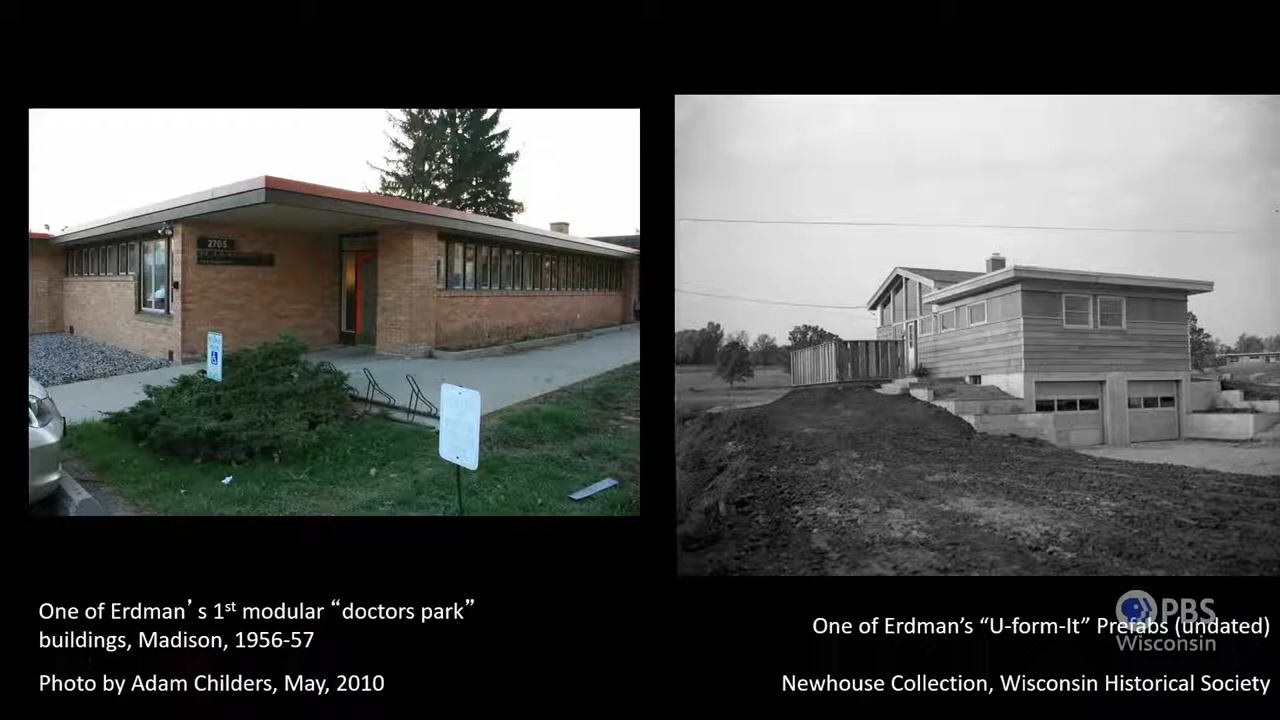 2705
One of Erdman's 1st modular “doctors park”
buildings, Madison, 1956-57
Photo by Adam Childers, May, 2010
One of Erdman's “U-form-It” Prefabs (undated)
Newhouse Collection, Wisconsin Historical Society
PBS
Wisconsin